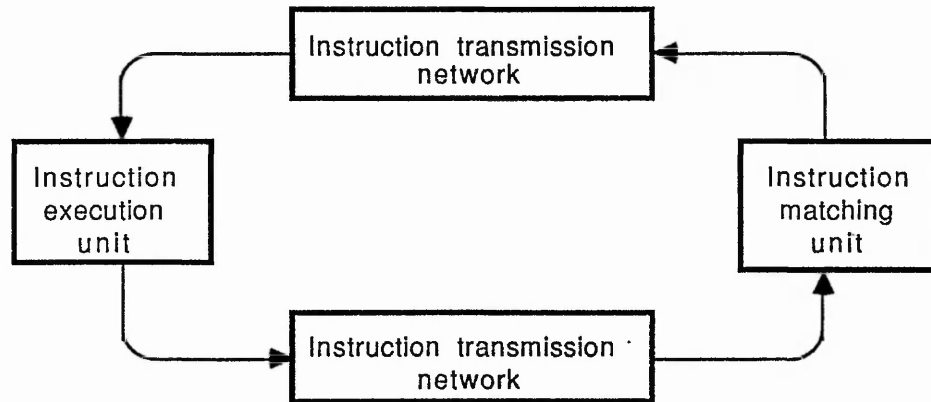 Instruction transmission
network
Instruction
execution
unit
Instruction
matching
unit
Instruction transmission
network